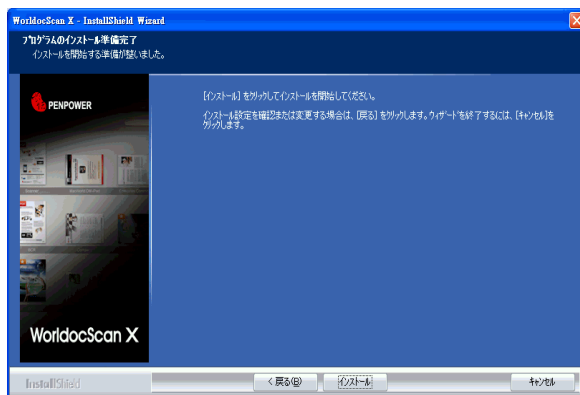 WorldocScan X - InstallShield Wizard
ﾌﾟﾛｸﾞﾗﾑのｲﾝｽﾄｰﾙ準備完了
ｲﾝｽﾄｰﾙを開始する準備が整いました。
PENPOWER
[ｲﾝｽﾄｰﾙ] をｸﾘｯｸしてｲﾝｽﾄｰﾙを開始してください。
ｲﾝｽﾄｰﾙ設定を確認または変更する場合は、[戻る] をｸﾘｯｸします。ｳｨｻﾞｰﾄﾞを終了するには、[ｷｬﾝｾﾙ]を
ｸﾘｯｸします。
WorldocScan X
InstallShield
< 戻る(B)
ｲﾝｽﾄｰﾙ
ｷｬﾝｾﾙ